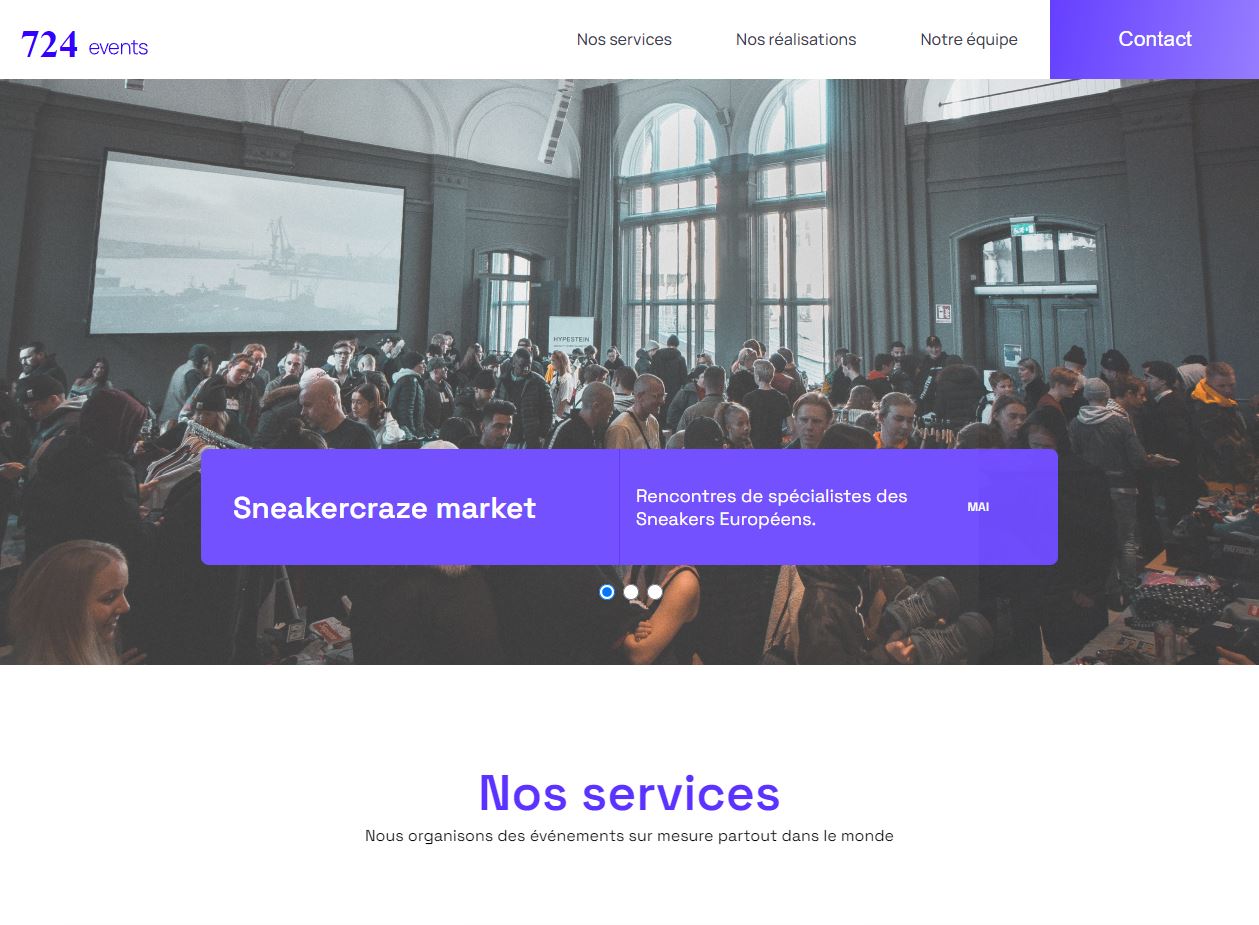 724 events
Nos services
Nos réalisations
Notre équipe
Contact
HYPESTEIN
Sneakercraze market
Rencontres de spécialistes des
Sneakers Européens.
MAI
Nos services
Nous organisons des événements sur mesure partout dans le monde